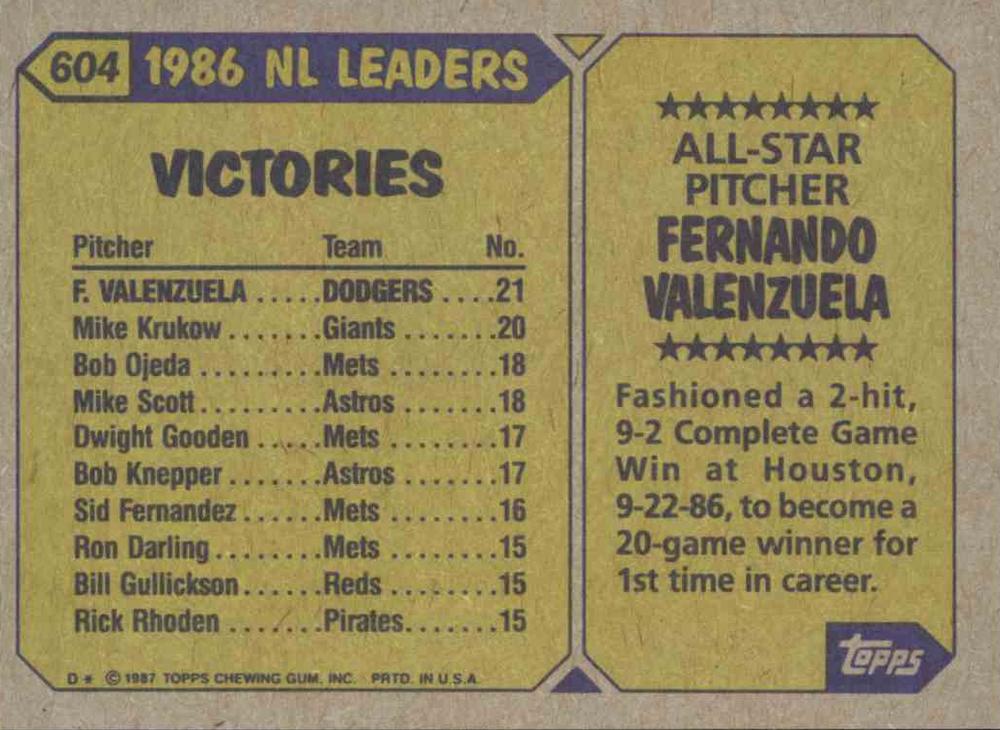 604 1986 NL LEADERS
VICTORIES
Pitcher Team No.
F. VALENZUELA .....DODGERS ....21
Mike Krukow .......Giants .......20
Bob Ojeda .........Mets ........18
Mike Scott.........Astros .......18
Dwight Gooden .....Mets ........17
Bob Knepper.......Astros .......17
Sid Fernandez......Mets ........16
Ron Darling........Mets ........15
Bill Gullickson......Reds ........15
Rick Rhoden .......Pirates.......15
D* © 1987 TOPPS CHEWING GUM, INC. PRTD. IN U.S.A.
★★★★★★★★
ALL-STAR
PITCHER
FERNANDO
VALENZUELA
★★★★★★★★
Fashioned a 2-hit,
9-2 Complete Game
Win at Houston,
9-22-86, to become a
20-game winner for
1st time in career.
topps